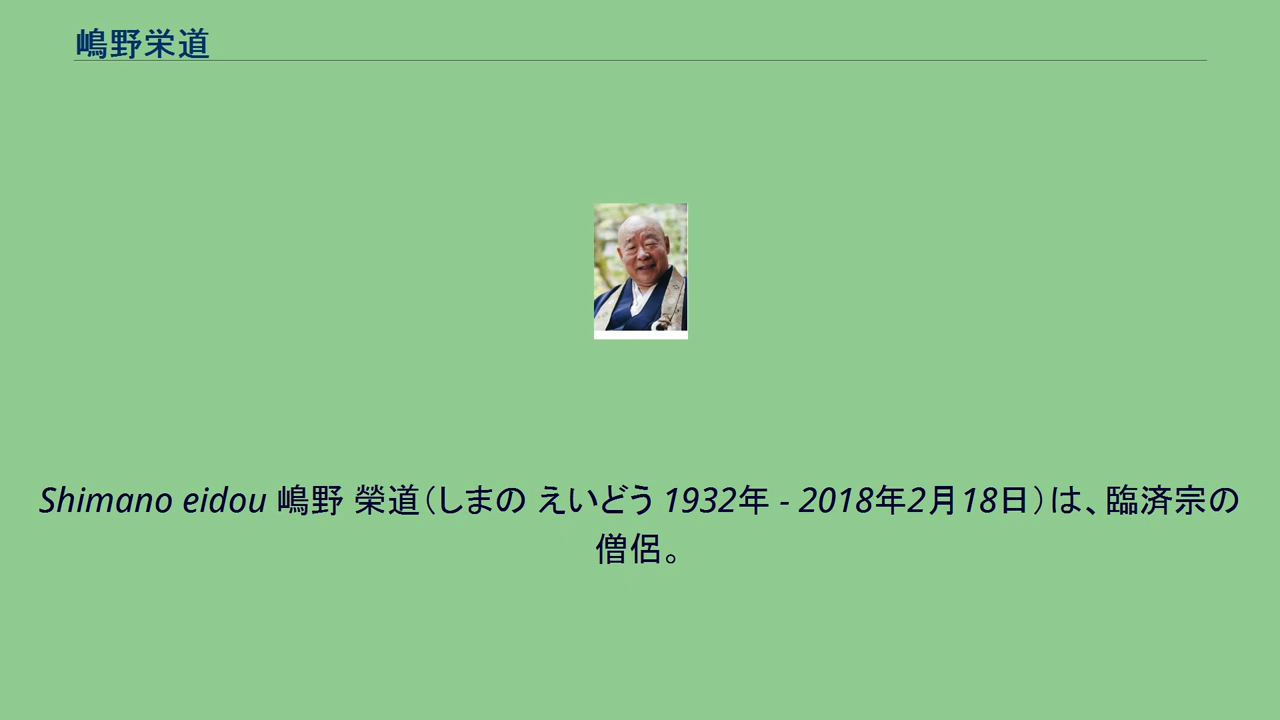 嶋野栄道
Shimano eidou 嶋野 榮道（しまの えいどう 1932年 - 2018年2月18日）は、臨済宗の
僧侶。